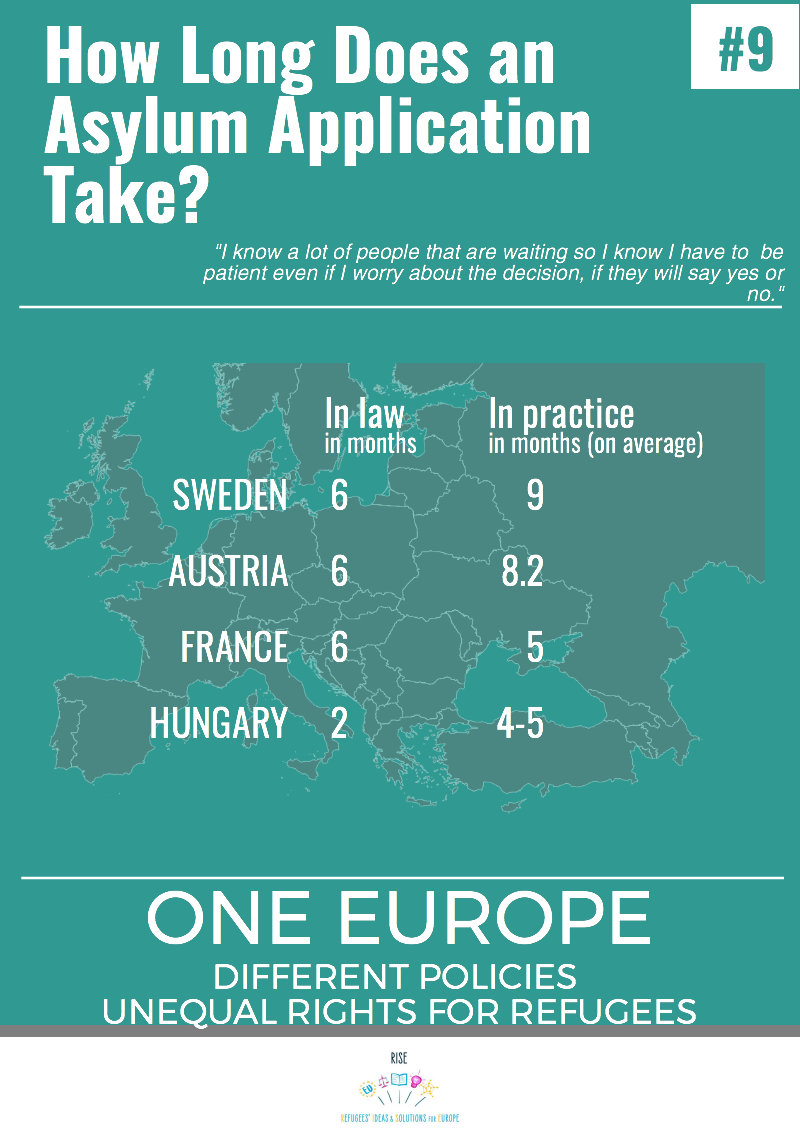 #9
How Long Does an
Asylum Application
Take?
"I know a lot of people that are waiting so I know I have to  be
patient even if I worry about the decision, if they will say yes or
no."
In law In practice
in months in months (on average)
SWEDEN 6 9
AUSTRIA 6 8.2
FRANCE 6 5
HUNGARY 2 4-5
ONE EUROPE
DIFFERENT POLICIES
UNEQUAL RIGHTS FOR REFUGEES
RISE
ED
REFUGEES' IDEAS & SOLUTIONS FOR EUROPE